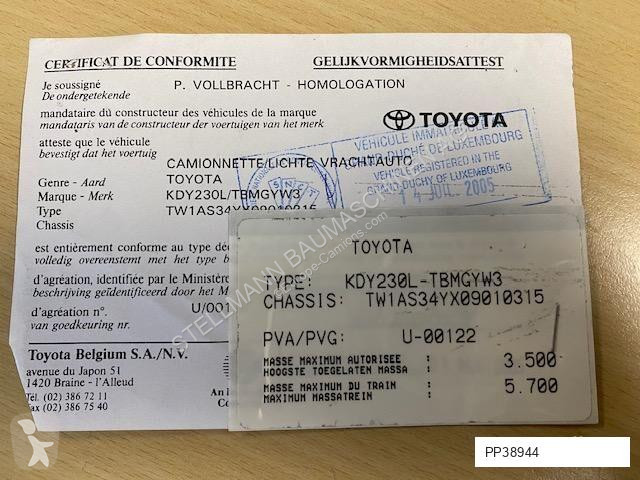 CERTIFICAT DE CONFORMITE
GELIJKVORMIGHEIDSATTEST
Je soussigné
De ondergetekende
P. VOLLBRACHT - HOMOLOGATION
mandataire du constructeur des véhicules de la marque
mandataris van de constructeur der voertuigen van het merk
TOYOTA
atteste que le véhicule
bevestigt dat het voertuig
VÉHICULE
GRAND-DUCHÉ DE LUXEMBOURG
VEHICLE REGISTERED IN THE
GRAND-DUCHY OF LUXEMBOURG
14 JUIL. 2005
SNCT
CAMIONNETTE/LICHTE VRACHTAUTO
Genre - Aard
TOYOTA
Marque - Merk
KDY230L/TBMGYW3
Type
TW1AS34YX09010315
Chassis
est entièrement conforme au type
volledig overeenstemt met het type
d'agréation, identifiée par le Ministère
beschrijving geïdentificeerd door het
d'agréation n°.
van goedkeuring nr.
U/001
Toyota Belgium S.A./N.V.
avenue du Japon 51
1420 Braine - l'Alleud
Tél. (02) 386 72 11
Fax (02) 386 75 40
TOYOTA
TYPE: KDY230L-TBMGYW3
CHASSIS: TW1AS34YX09010315
PVA/PVG: U-00122
MASSE MAXIMUM AUTORISEE : 3.500
HOOGSTE TOEGELATEN MASSA :
MASSE MAXIMUM DU TRAIN : 5.700
MAXIMUM MASSATREIN :
STELLMANN BAUMASCHINEN
PP38944